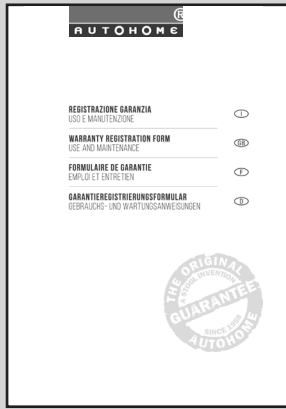 ®
AUTOHOME
REGISTRAZIONE GARANZIA
USO E MANUTENZIONE
I
WARRANTY REGISTRATION FORM
USE AND MAINTENANCE
GB
FORMULAIRE DE GARANTIE
EMPLOI ET ENTRETIEN
F
GARANTIEREGISTRIERUNGSFORMULAR
GEBRAUCHS- UND WARTUNGSANWEISUNGEN
D
THE ORIGINAL
INVENTION
GUARANTEE
SINCE 1958
AUTOHOME